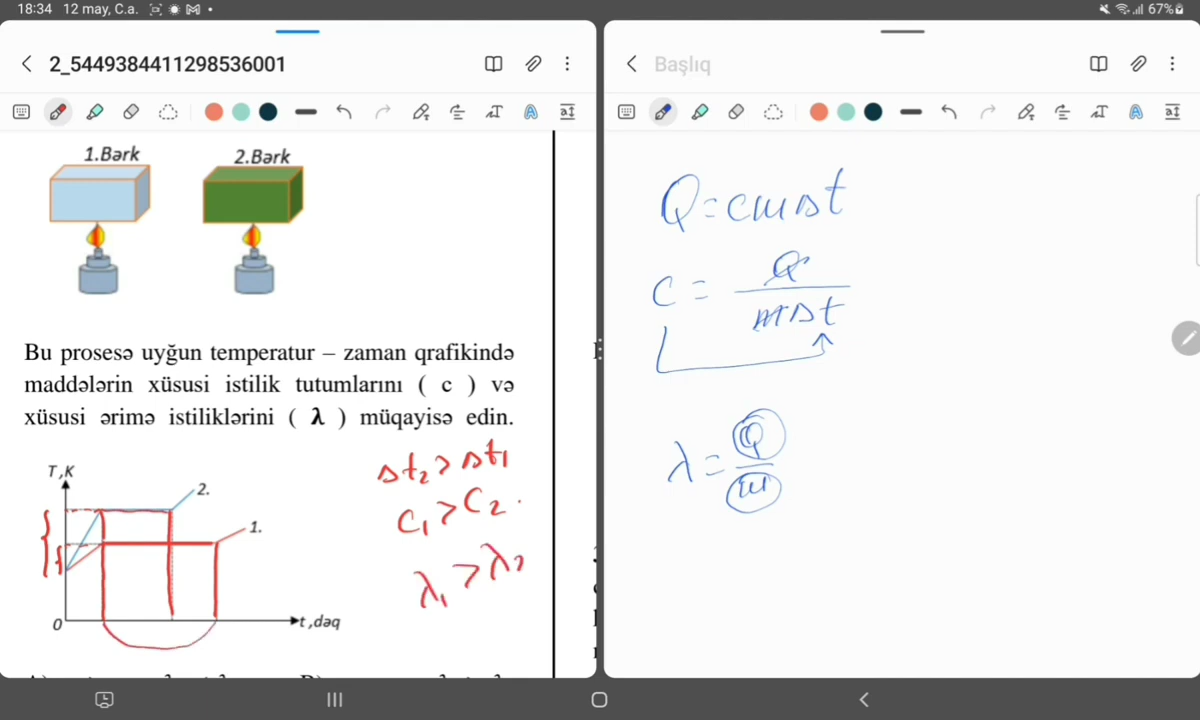 18:34 12 may, C.a. 67%
2_5449384411298536001
Başlıq
1.Bərk 2.Bərk
Bu prosesə uyğun temperatur – zaman qrafikində
maddələrin xüsusi istilik tutumlarını ( c ) və
xüsusi ərimə istiliklərini ( λ ) müqayisə edin.
T,K
2.
1.
0
t,dəq
Δt₂ > Δt₁
C₁ > C₂.
λ₁ > λ₂
Q = cmΔt
C = Q / mΔt
λ = Q / m